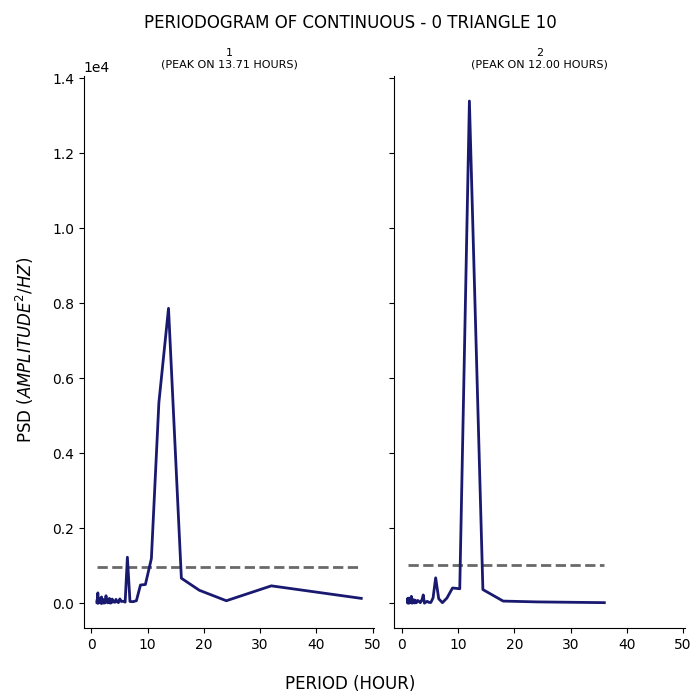 PERIODOGRAM OF CONTINUOUS - 0 TRIANGLE 10
1
(PEAK ON 13.71 HOURS)
2
(PEAK ON 12.00 HOURS)
1e4
1.4
1.2
1.0
0.8
0.6
0.4
0.2
0.0
PSD (AMPLITUDE²/HZ)
0 10 20 30 40 50
0 10 20 30 40 50
PERIOD (HOUR)